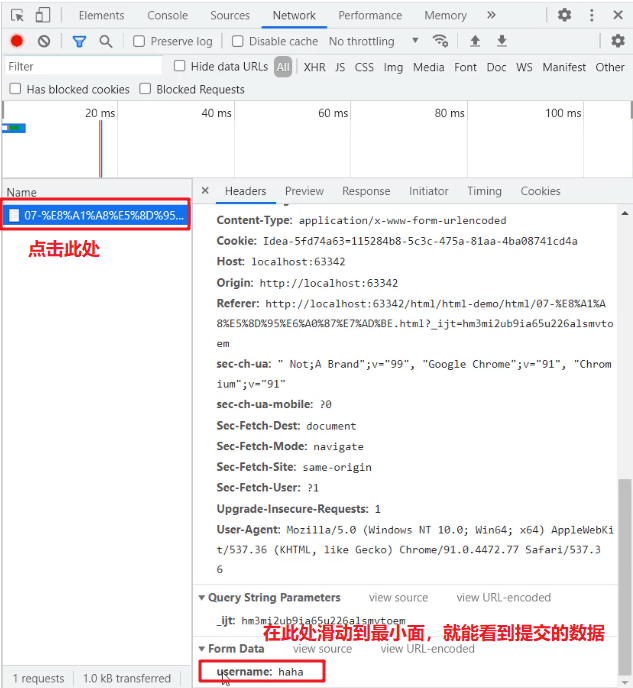 Elements Console Sources Network Performance Memory »
Preserve log Disable cache No throttling
Filter Hide data URLs All XHR JS CSS Img Media Font Doc WS Manifest Other
Has blocked cookies Blocked Requests
20 ms 40 ms 60 ms 80 ms 100 ms
Name
× Headers Preview Response Initiator Timing Cookies
07-%E8%A1%A8%E5%8D%95...
点击此处
Content-Type: application/x-www-form-urlencoded
Cookie: Idea-5fd74a63=115284b8-5c3c-475a-81aa-4ba08741cd4a
Host: localhost:63342
Origin: http://localhost:63342
Referer: http://localhost:63342/html/html-demo/html/07-%E8%A1%A
8%E5%8D%95%E6%A0%87%E7%AD%BE.html?_ijt=hm3mi2ub9ia65u226alsmvto
em
sec-ch-ua: " Not;A Brand";v="99", "Google Chrome";v="91", "Chrom
ium";v="91"
sec-ch-ua-mobile: ?0
Sec-Fetch-Dest: document
Sec-Fetch-Mode: navigate
Sec-Fetch-Site: same-origin
Sec-Fetch-User: ?1
Upgrade-Insecure-Requests: 1
User-Agent: Mozilla/5.0 (Windows NT 10.0; Win64; x64) AppleWebKi
t/537.36 (KHTML, like Gecko) Chrome/91.0.4472.77 Safari/537.3
6
Query String Parameters view source view URL-encoded
_ijt: hm3mi2ub9ia65u226alsmvtoem
在此处滑动到最小面，就能看到提交的数据
Form Data view source view URL-encoded
username: haha
1 requests 1.0 kB transferred